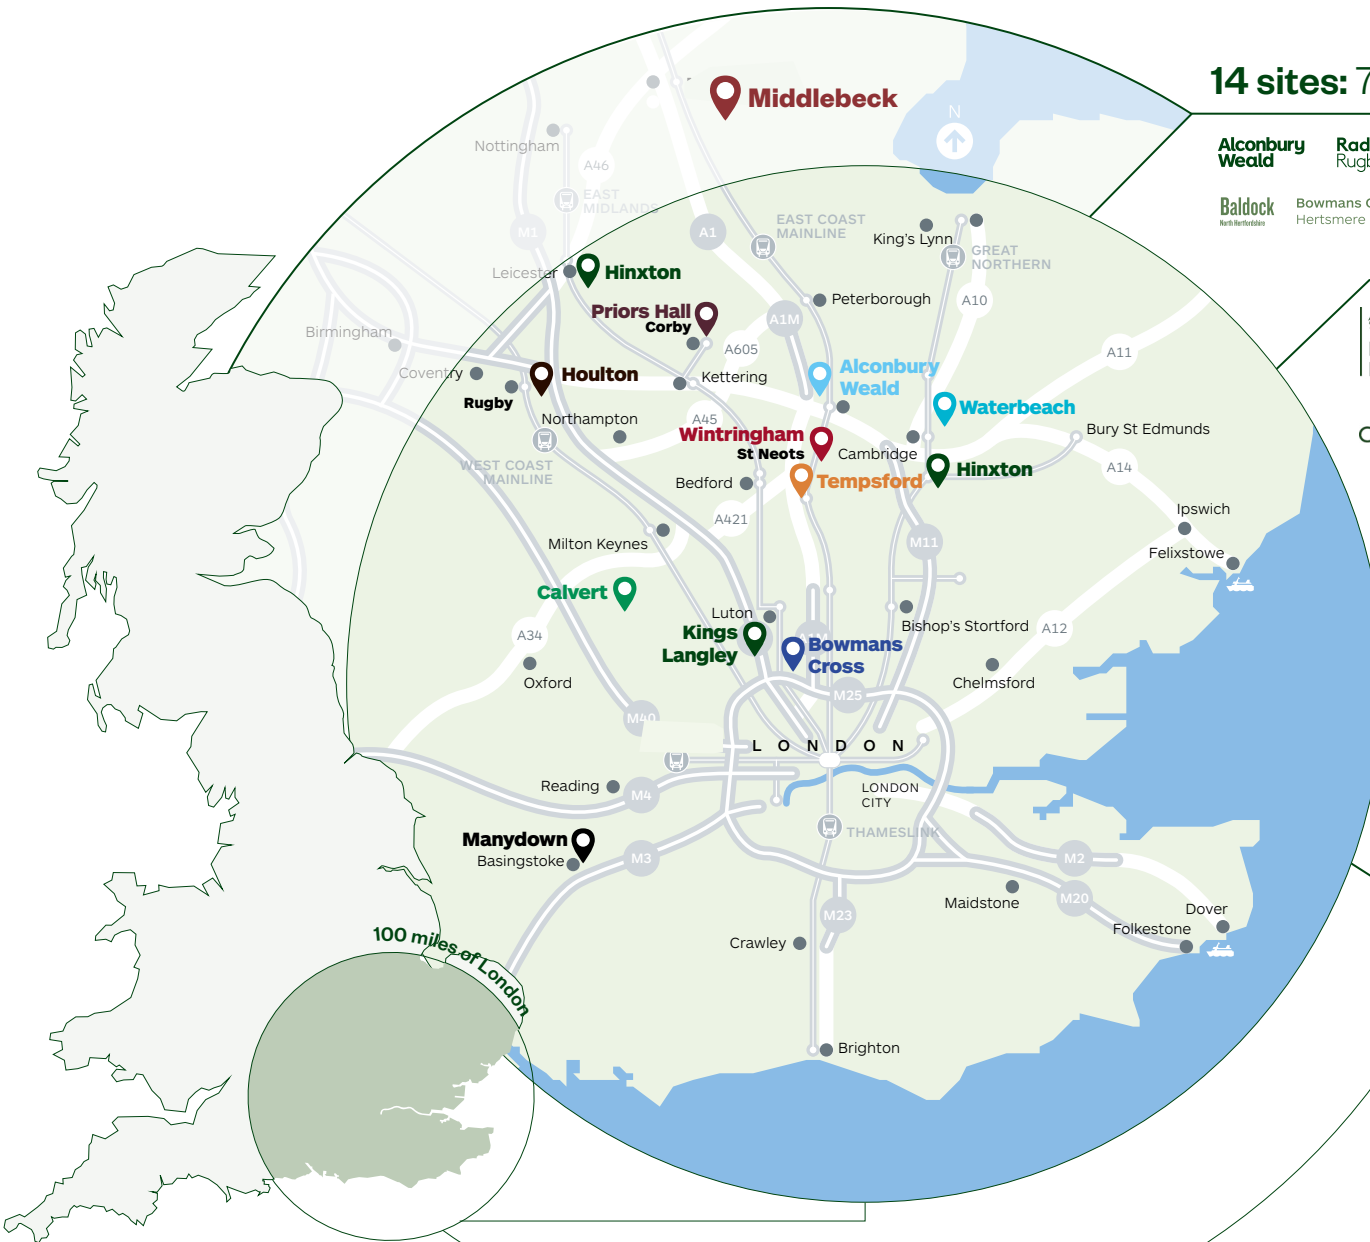 14 sites: 7
Middlebeck
N
Alconbury
Weald
Rad
Rugb
Nottingham
A46
EAST
MIDLANDS
Baldock
North Hertfordshire
Bowmans C
Hertsmere
M1
A1
EAST COAST
MAINLINE
King's Lynn
GREAT
NORTHERN
Leicester
Hinxton
Peterborough
A10
Priors Hall
Corby
A1M
Birmingham
A605
A11
Coventry
Houlton
Kettering
Alconbury
Weald
Rugby
Northampton
A45
Waterbeach
Wintringham
St Neots
Cambridge
Bury St Edmunds
WEST COAST
MAINLINE
Bedford
Tempsford
Hinxton
A14
A421
Ipswich
Milton Keynes
M11
Felixstowe
Calvert
Luton
Bishop's Stortford
A12
A34
Kings
Langley
Bowmans
Cross
Oxford
Chelmsford
M25
M40
LONDON
Reading
M4
LONDON
CITY
THAMESLINK
Manydown
Basingstoke
M3
M2
M20
Maidstone
Dover
M23
Folkestone
Crawley
100 miles of London
Brighton